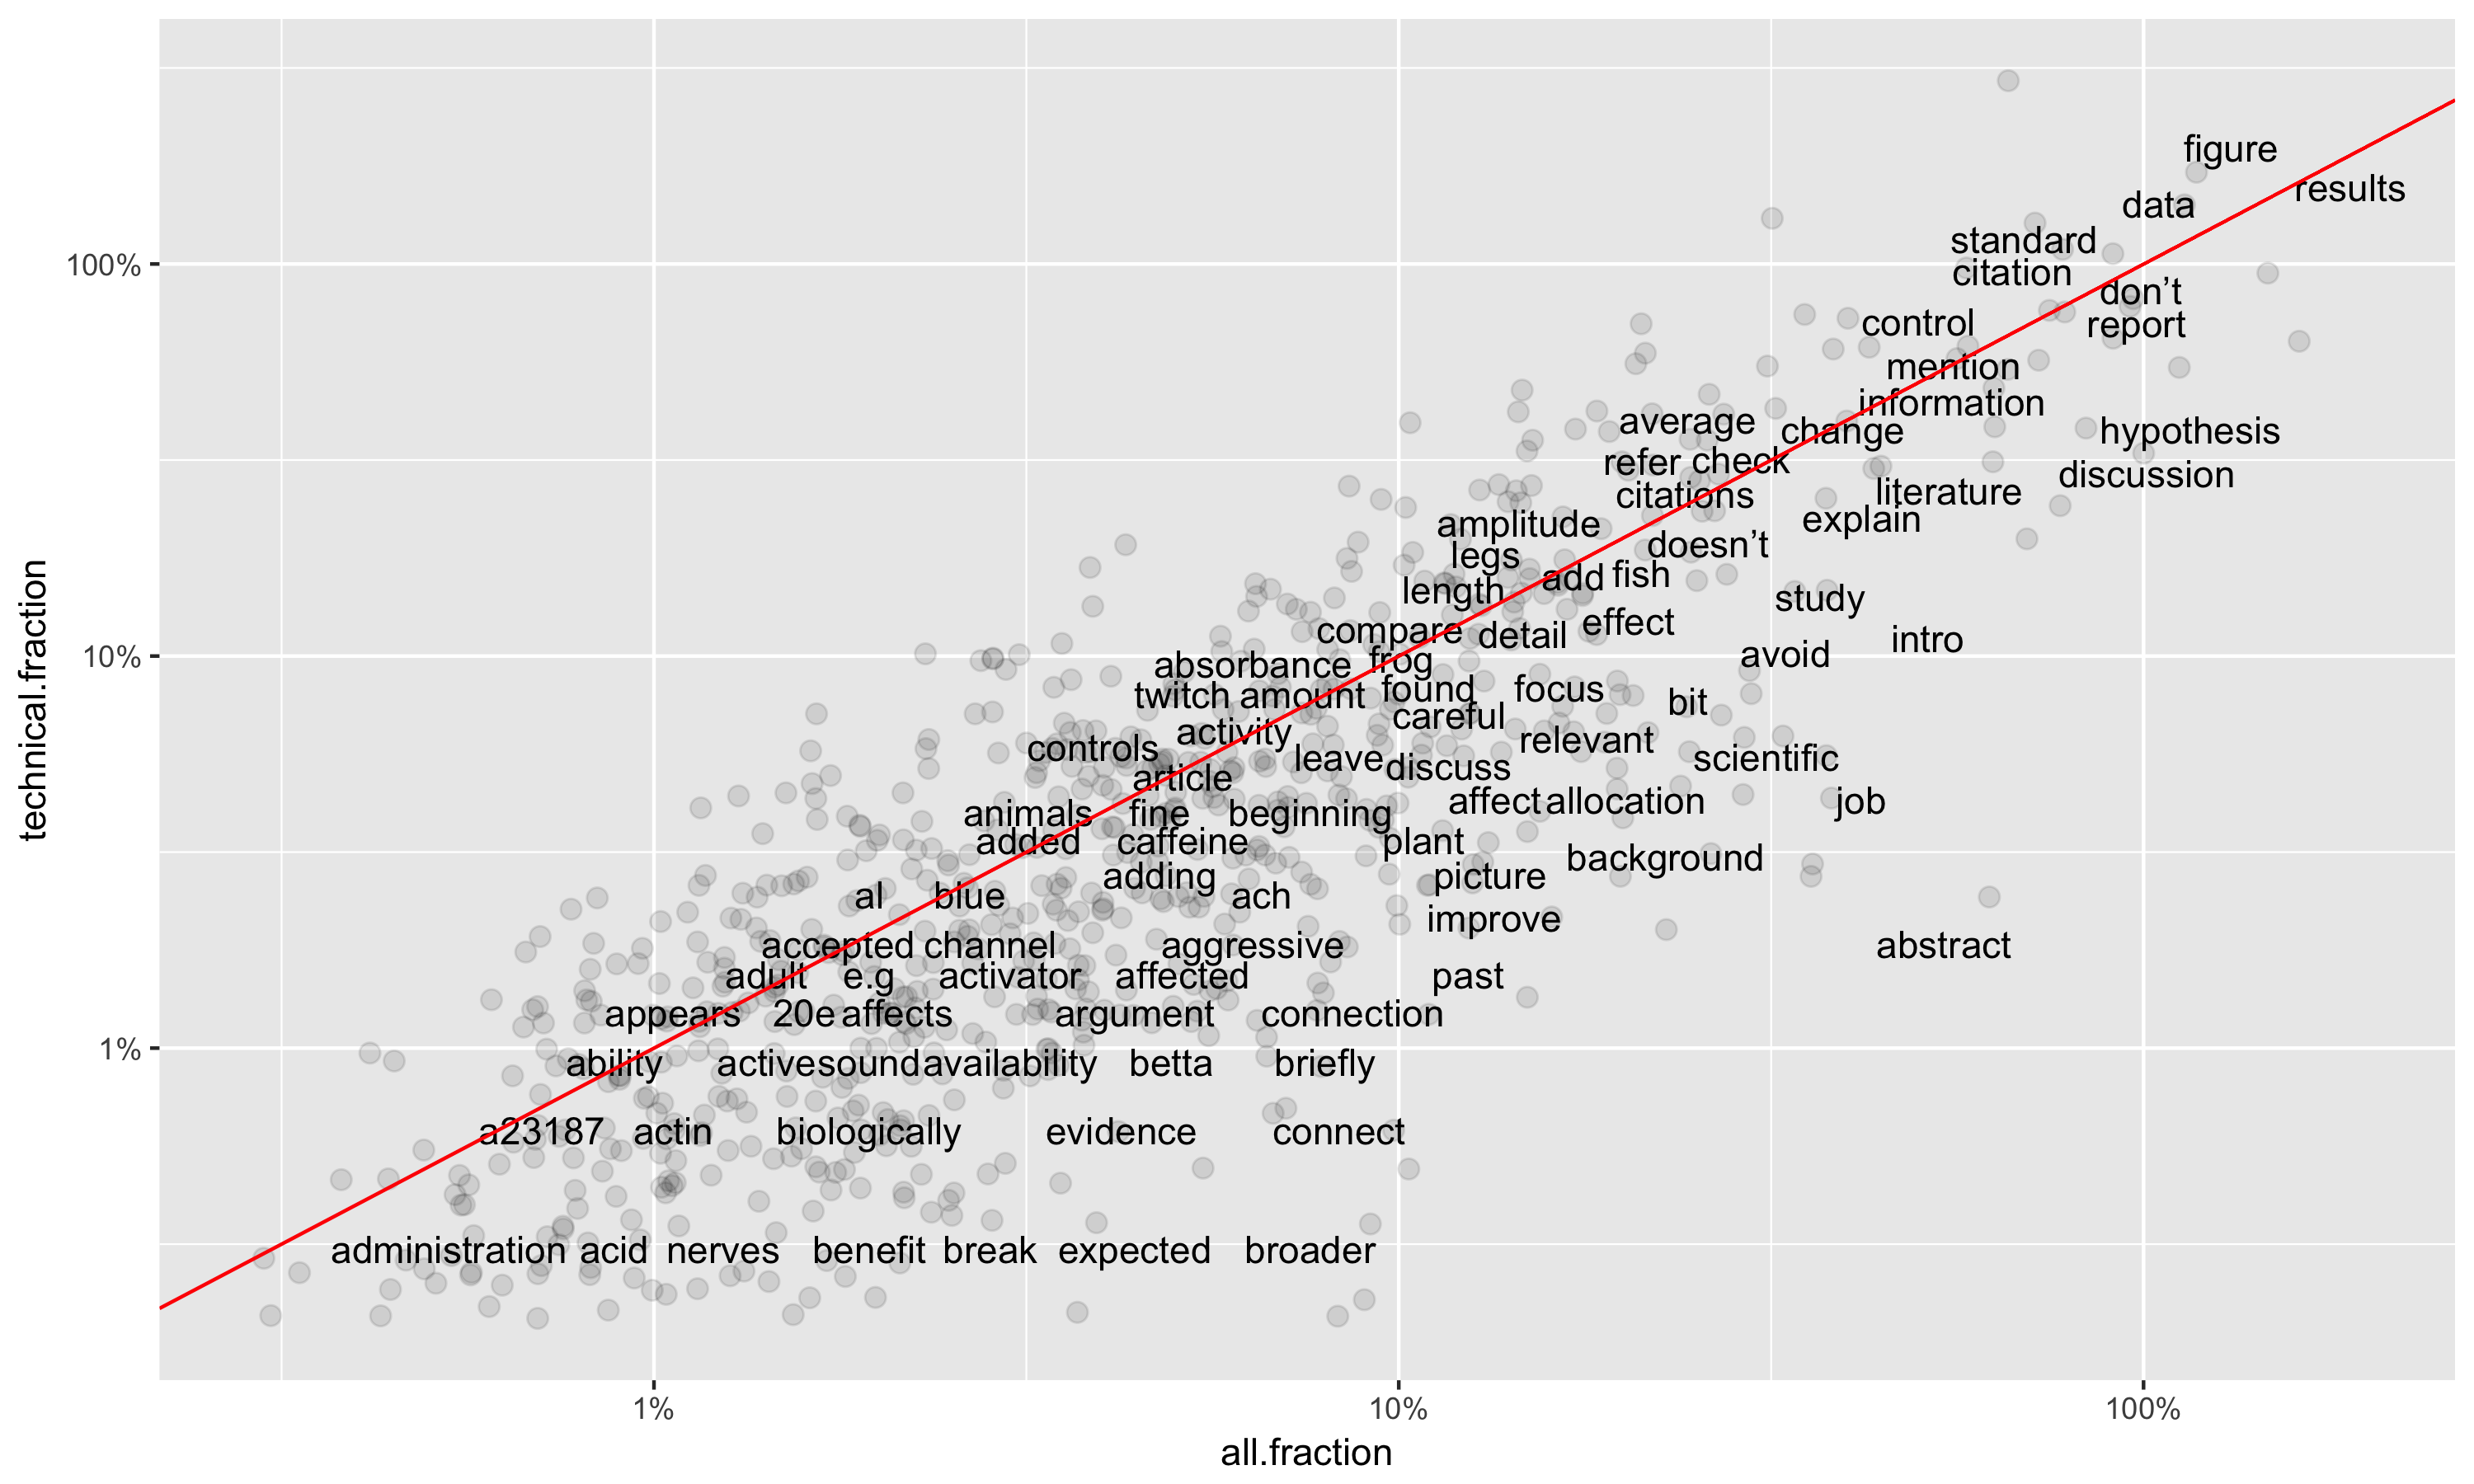 figure
results
data
standard
citation
100%
don’t
control
report
mention
information
average
change
hypothesis
refer check
discussion
citations
literature
amplitude
explain
doesn’t
legs
add fish
length
study
effect
compare detail
intro
10%
avoid
absorbance frog
twitch amount found focus
bit
careful
activity
relevant
controls
leave
scientific
discuss
article
affect allocation job
animals fine beginning
added caffeine plant
background
adding picture
al blue ach
improve
accepted channel aggressive abstract
adult e.g activator affected past
appears 20e affects argument connection
1%
ability activesound availability betta briefly
a23187 actin biologically evidence connect
administration acid nerves benefit break expected broader
1% 10% 100%
all.fraction
technical.fraction